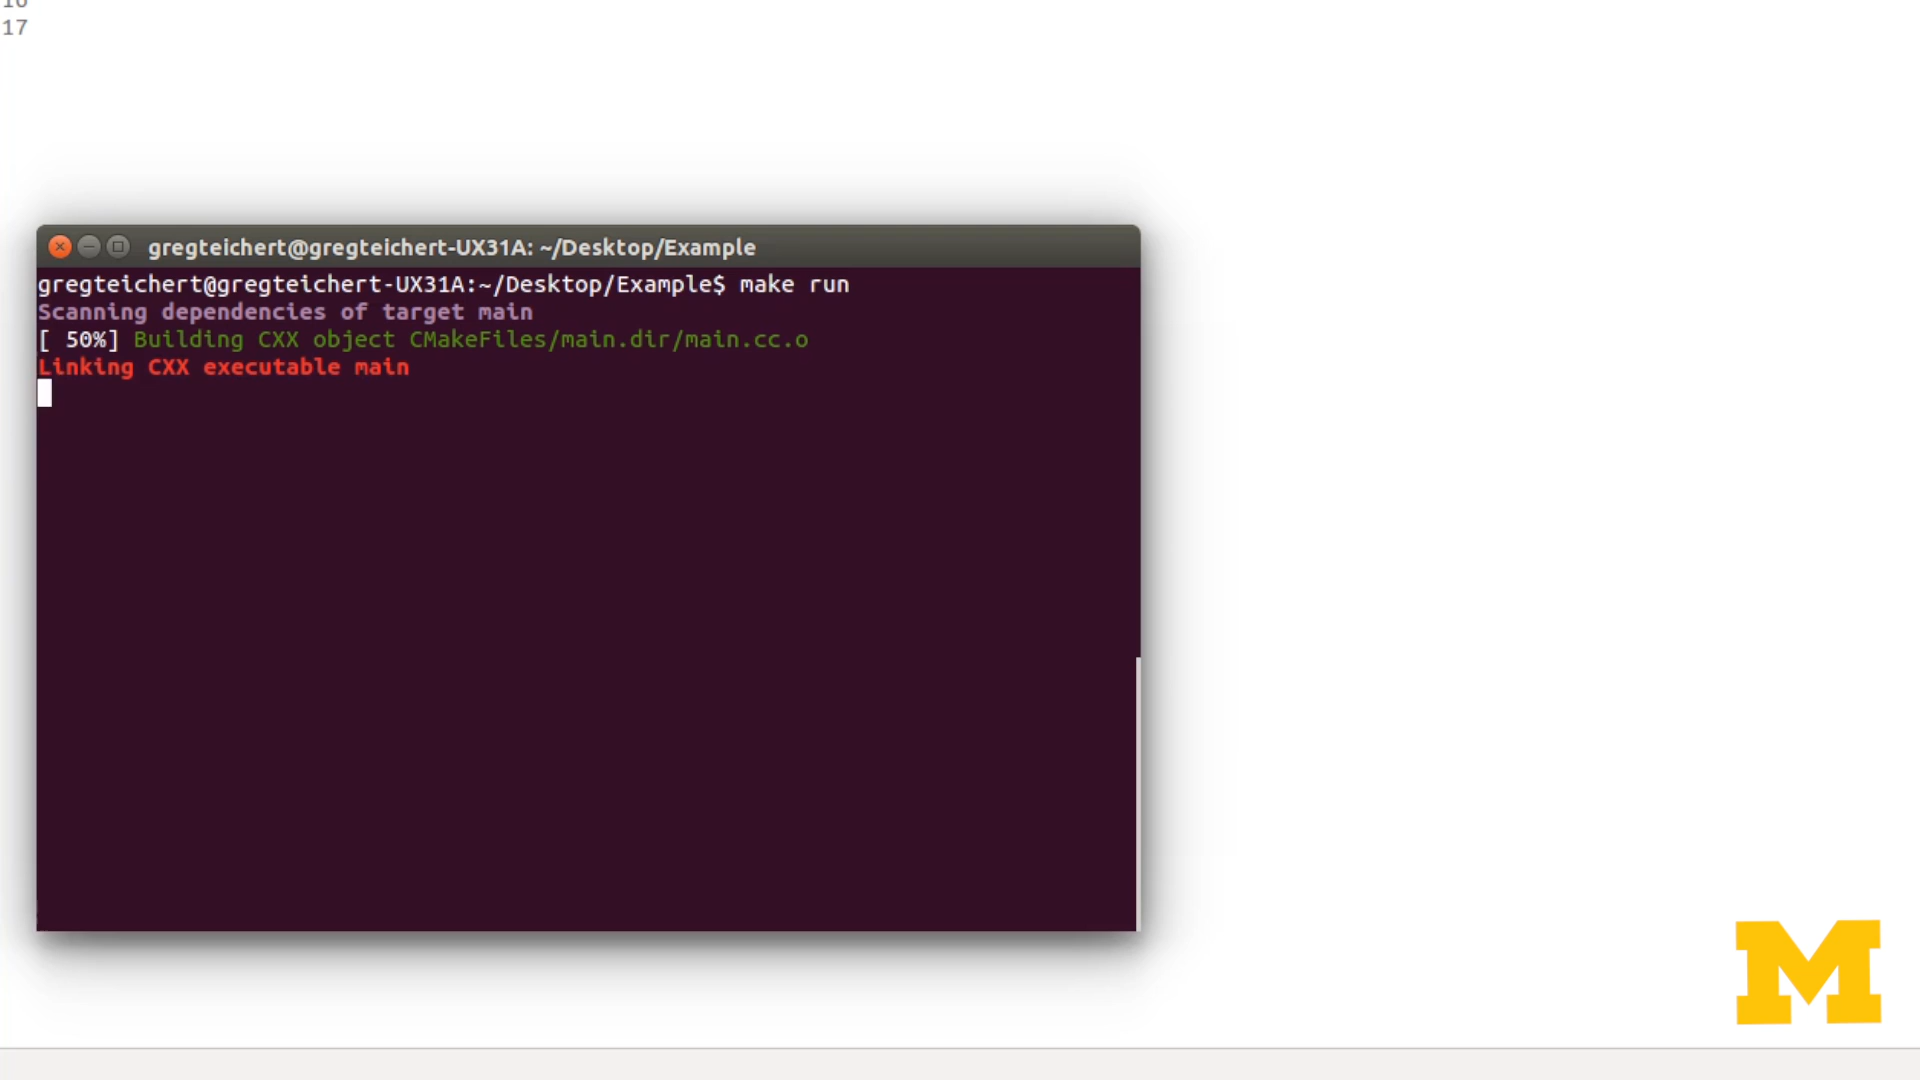 17
gregteichert@gregteichert-UX31A: ~/Desktop/Example
gregteichert@gregteichert-UX31A:~/Desktop/Example$ make run
Scanning dependencies of target main
[ 50%] Building CXX object CMakeFiles/main.dir/main.cc.o
Linking CXX executable main
M